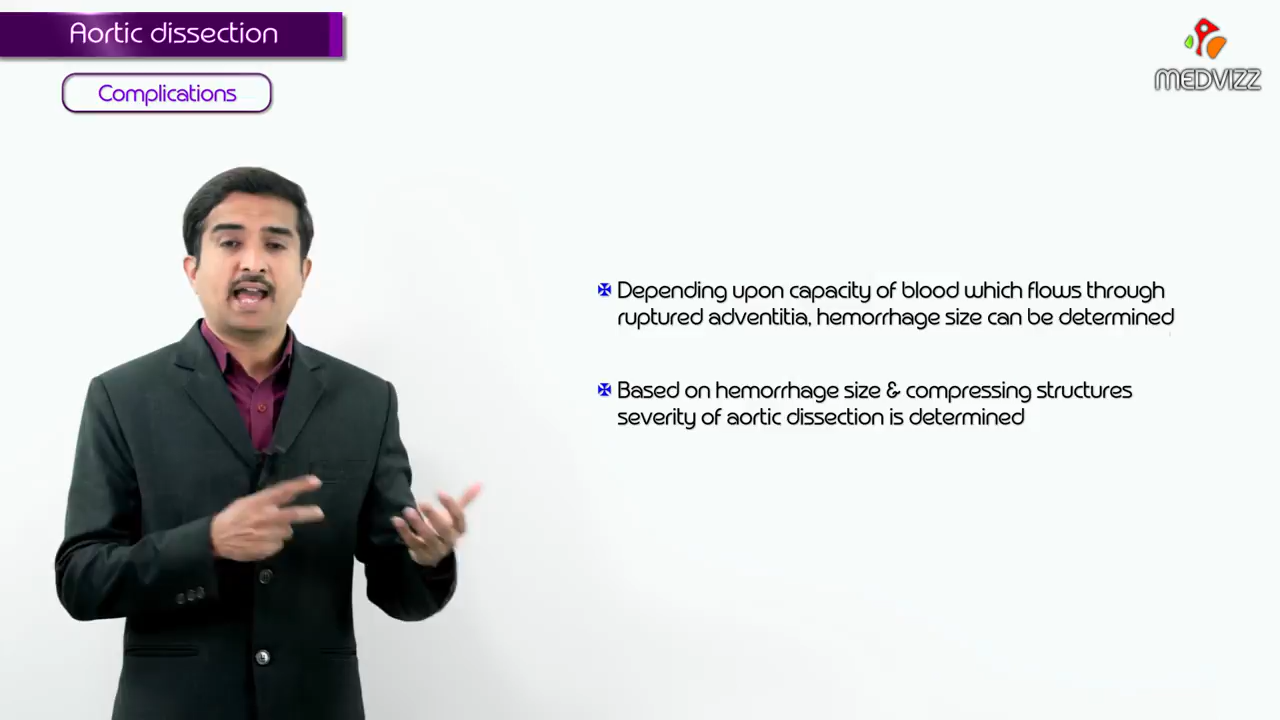 Aortic dissection
MEDVIZZ
Complications
Depending upon capacity of blood which flows through
ruptured adventitia, hemorrhage size can be determined
Based on hemorrhage size & compressing structures
severity of aortic dissection is determined